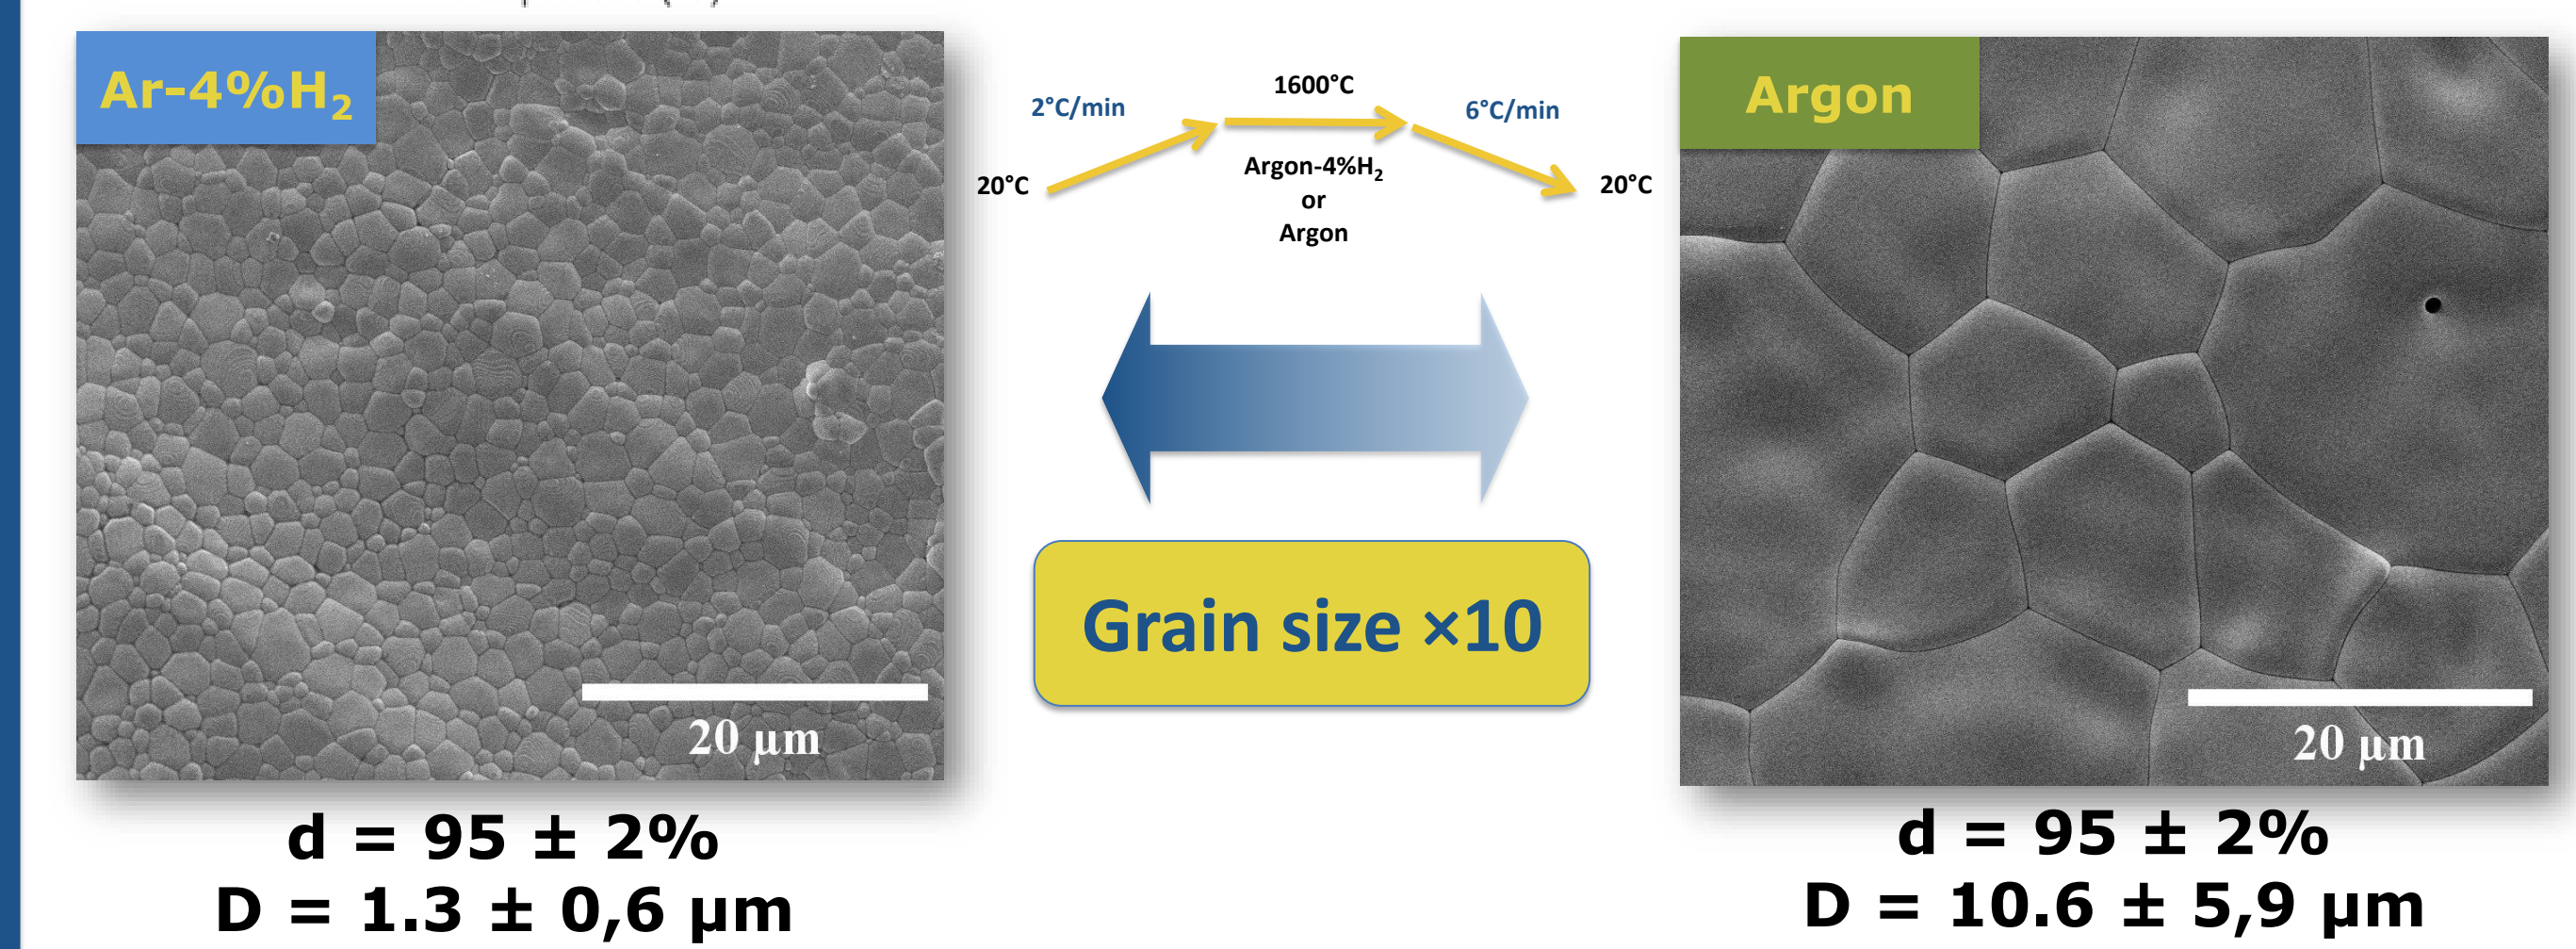 Ar-4%H₂
20 µm
d = 95 ± 2%
D = 1.3 ± 0,6 µm
1600°C
2°C/min
6°C/min
20°C
20°C
Argon-4%H₂
or
Argon
Grain size ×10
Argon
20 µm
d = 95 ± 2%
D = 10.6 ± 5,9 µm